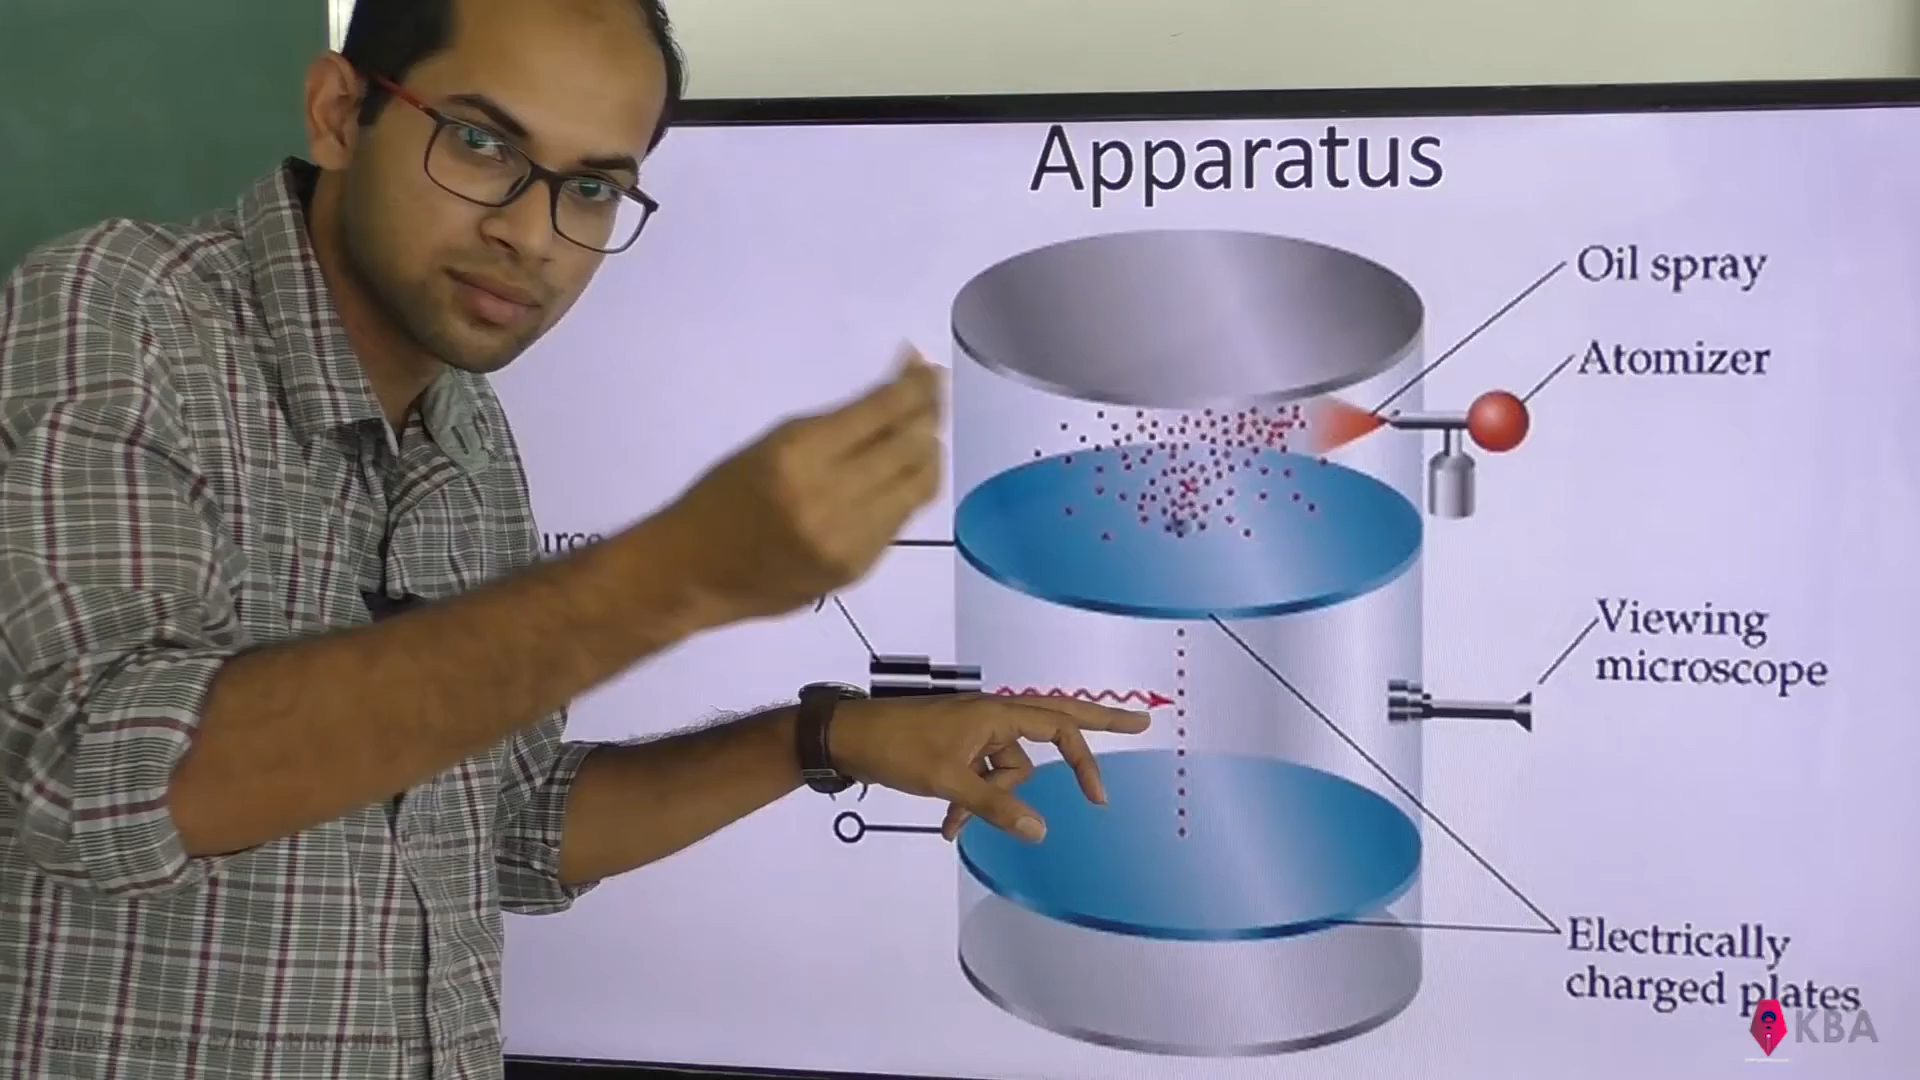 Apparatus
Oil spray
Atomizer
Viewing
microscope
Electrically
charged plates
KBA